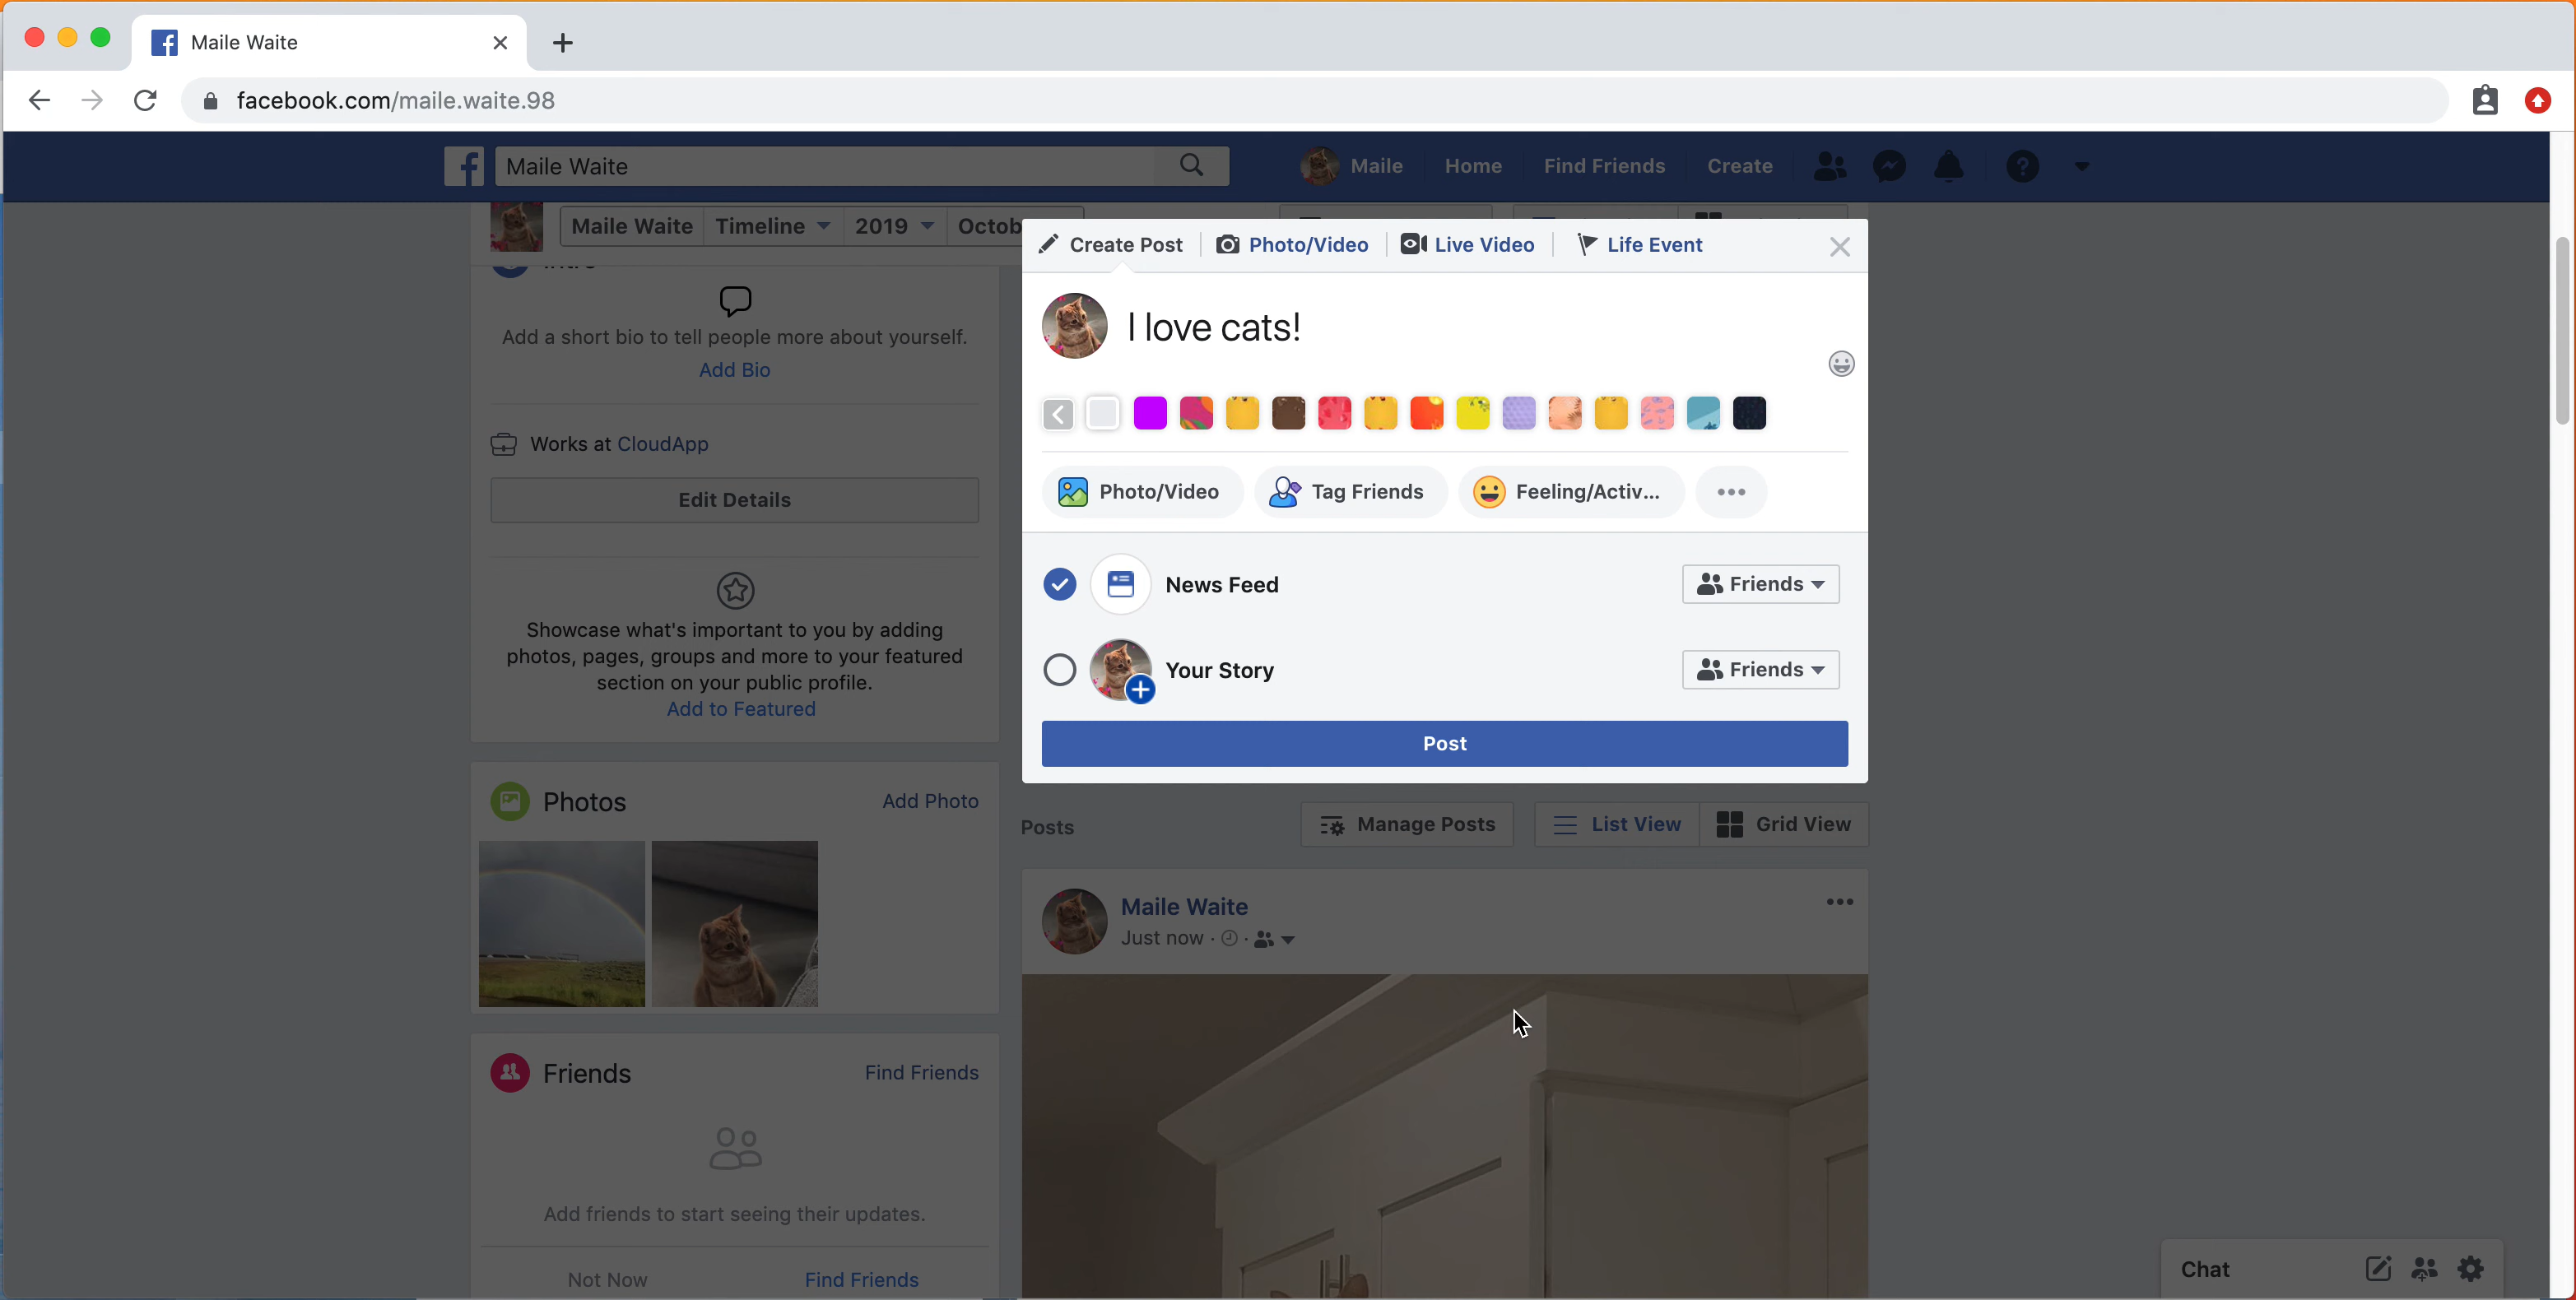 Maile Waite
facebook.com/maile.waite.98
Maile Waite
Maile Home Find Friends Create
Maile Waite Timeline 2019 Octob
Add a short bio to tell people more about yourself.
Add Bio
Works at CloudApp
Edit Details
Showcase what's important to you by adding
photos, pages, groups and more to your featured
section on your public profile.
Add to Featured
Photos Add Photo
Friends Find Friends
Add friends to start seeing their updates.
Not Now Find Friends
Create Post Photo/Video Live Video Life Event
I love cats!
Photo/Video Tag Friends Feeling/Activ... 
News Feed Friends
Your Story Friends
Post
Posts Manage Posts List View Grid View
Maile Waite
Just now
Chat